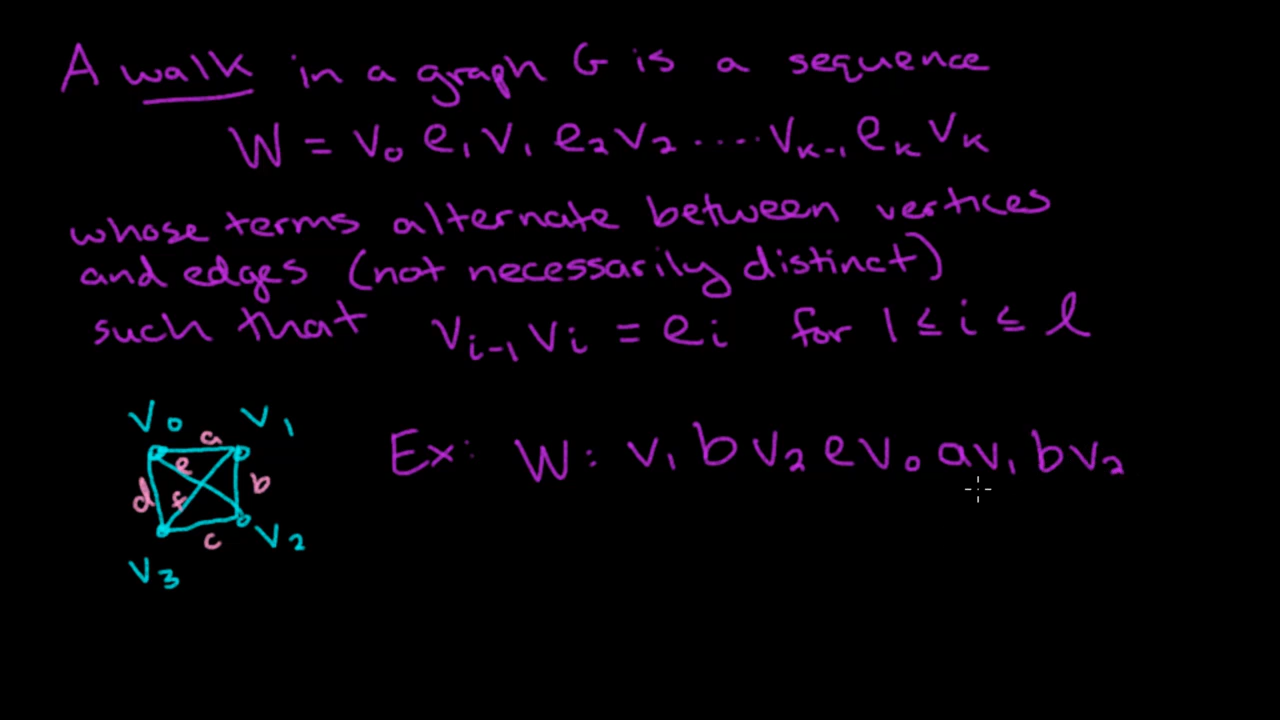 A walk in a graph G is a sequence
W = v₀ e₁ v₁ e₂ v₂ ..... vₖ₋₁ eₖ vₖ
whose terms alternate between vertices
and edges (not necessarily distinct)
such that vᵢ₋₁ vᵢ = eᵢ for 1 ≤ i ≤ l
v₀ v₁
a
e
d f b
c v₂
v₃
Ex: W: v₁ b v₂ e v₀ a v₁ b v₂